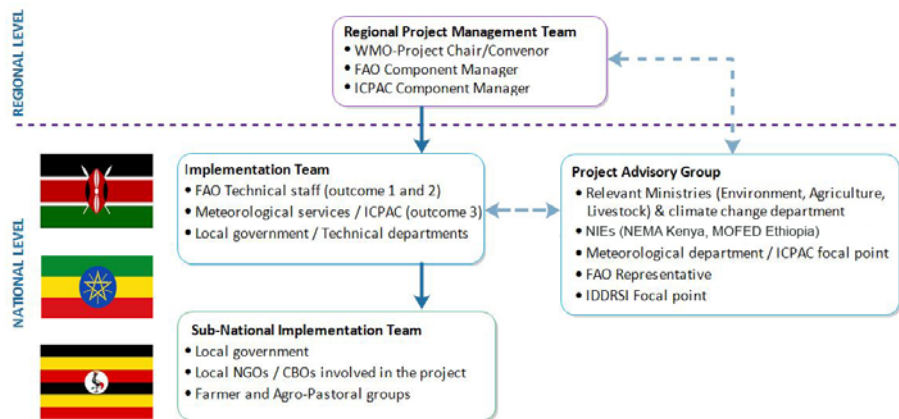 REGIONAL LEVEL
Regional Project Management Team
• WMO-Project Chair/Convenor
• FAO Component Manager
• ICPAC Component Manager
NATIONAL LEVEL
Implementation Team
• FAO Technical staff (outcome 1 and 2)
• Meteorological services / ICPAC (outcome 3)
• Local government / Technical departments
Project Advisory Group
• Relevant Ministries (Environment, Agriculture,
Livestock) & climate change department
• NIEs (NEMA Kenya, MOFED Ethiopia)
• Meteorological department / ICPAC focal point
• FAO Representative
• IDDRSI Focal point
Sub-National Implementation Team
• Local government
• Local NGOs / CBOs involved in the project
• Farmer and Agro-Pastoral groups